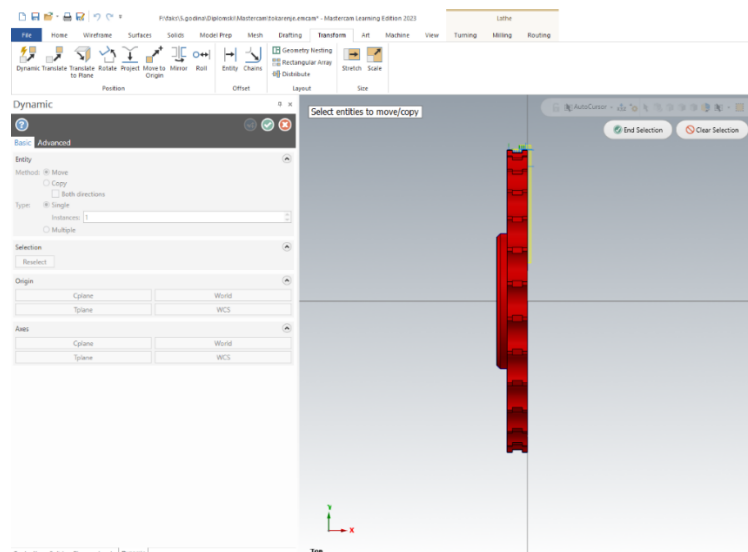 F:\faks\5.godina\Diplomski\Mastercam\tokarenje.emcam* - Mastercam Learning Edition 2023
Lathe
File Home Wireframe Surfaces Solids Model Prep Mesh Drafting Transform Art Machine View Turning Milling Routing
Dynamic Translate Translate to Plane Rotate Project Move to Origin Mirror Roll
Entity Chains
Geometry Nesting
Rectangular Array
Distribute
Stretch Scale
Position Offset Layout Size
Dynamic
Select entities to move/copy
AutoCursor
End Selection Clear Selection
Basic Advanced
Entity
Method: Move
Copy
Both directions
Type: Single
Instances: 1
Multiple
Selection
Reselect
Origin
Cplane World
Tplane WCS
Axes
Cplane World
Tplane WCS
Y
X
Top